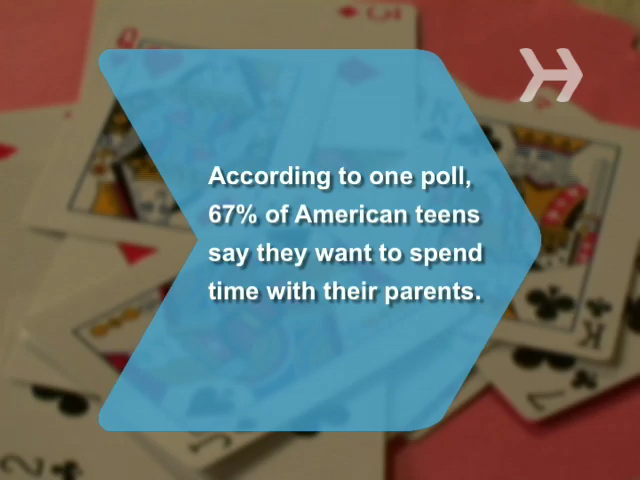 According to one poll,
67% of American teens
say they want to spend
time with their parents.